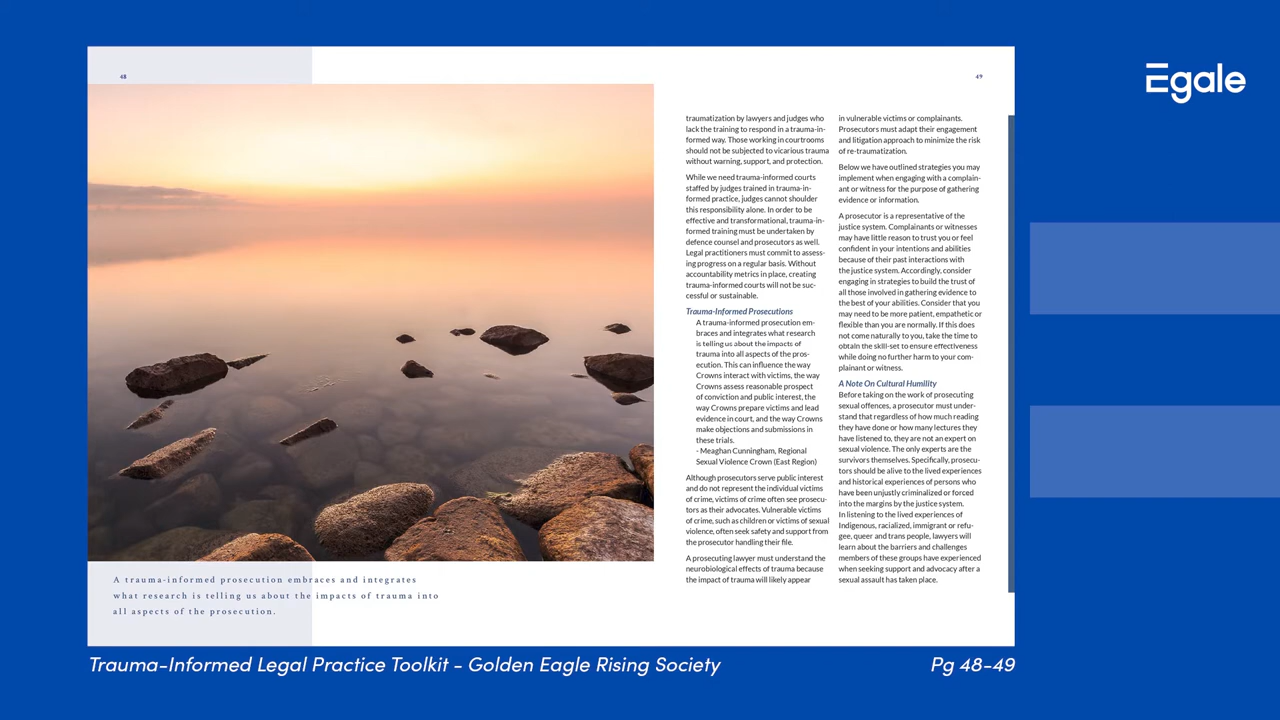 Egale
48
49
A trauma-informed prosecution embraces and integrates
what research is telling us about the impacts of trauma into
all aspects of the prosecution.
traumatization by lawyers and judges who
lack the training to respond in a trauma-in-
formed way. Those working in courtrooms
should not be subjected to vicarious trauma
without warning, support, and protection.
While we need trauma-informed courts
staffed by judges trained in trauma-in-
formed practice, judges cannot shoulder
this responsibility alone. In order to be
effective and transformational, trauma-in-
formed training must be undertaken by
defence counsel and prosecutors as well.
Legal practitioners must commit to assess-
ing progress on a regular basis. Without
accountability metrics in place, creating
trauma-informed courts will not be suc-
cessful or sustainable.
Trauma-Informed Prosecutions
A trauma-informed prosecution em-
braces and integrates what research
is telling us about the impacts of
trauma into all aspects of the pros-
ecution. This can influence the way
Crowns interact with victims, the way
Crowns assess reasonable prospect
of conviction and public interest, the
way Crowns prepare victims and lead
evidence in court, and the way Crowns
make objections and submissions in
these trials.
- Meaghan Cunningham, Regional
Sexual Violence Crown (East Region)
Although prosecutors serve public interest
and do not represent the individual victims
of crime, victims of crime often see prosecu-
tors as their advocates. Vulnerable victims
of crime, such as children or victims of sexual
violence, often seek safety and support from
the prosecutor handling their file.
A prosecuting lawyer must understand the
neurobiological effects of trauma because
the impact of trauma will likely appear
in vulnerable victims or complainants.
Prosecutors must adapt their engagement
and litigation approach to minimize the risk
of re-traumatization.
Below we have outlined strategies you may
implement when engaging with a complain-
ant or witness for the purpose of gathering
evidence or information.
A prosecutor is a representative of the
justice system. Complainants or witnesses
may have little reason to trust you or feel
confident in your intentions and abilities
because of their past interactions with
the justice system. Accordingly, consider
engaging in strategies to build the trust of
all those involved in gathering evidence to
the best of your abilities. Consider that you
may need to be more patient, empathetic or
flexible than you are normally. If this does
not come naturally to you, take the time to
obtain the skill-set to ensure effectiveness
while doing no further harm to your com-
plainant or witness.
A Note On Cultural Humility
Before taking on the work of prosecuting
sexual offences, a prosecutor must under-
stand that regardless of how much reading
they have done or how many lectures they
have listened to, they are not an expert on
sexual violence. The only experts are the
survivors themselves. Specifically, prosecu-
tors should be alive to the lived experiences
and historical experiences of persons who
have been unjustly criminalized or forced
into the margins by the justice system.
In listening to the lived experiences of
Indigenous, racialized, immigrant or refu-
gee, queer and trans people, lawyers will
learn about the barriers and challenges
members of these groups have experienced
when seeking support and advocacy after a
sexual assault has taken place.
Trauma-Informed Legal Practice Toolkit - Golden Eagle Rising Society
Pg 48-49